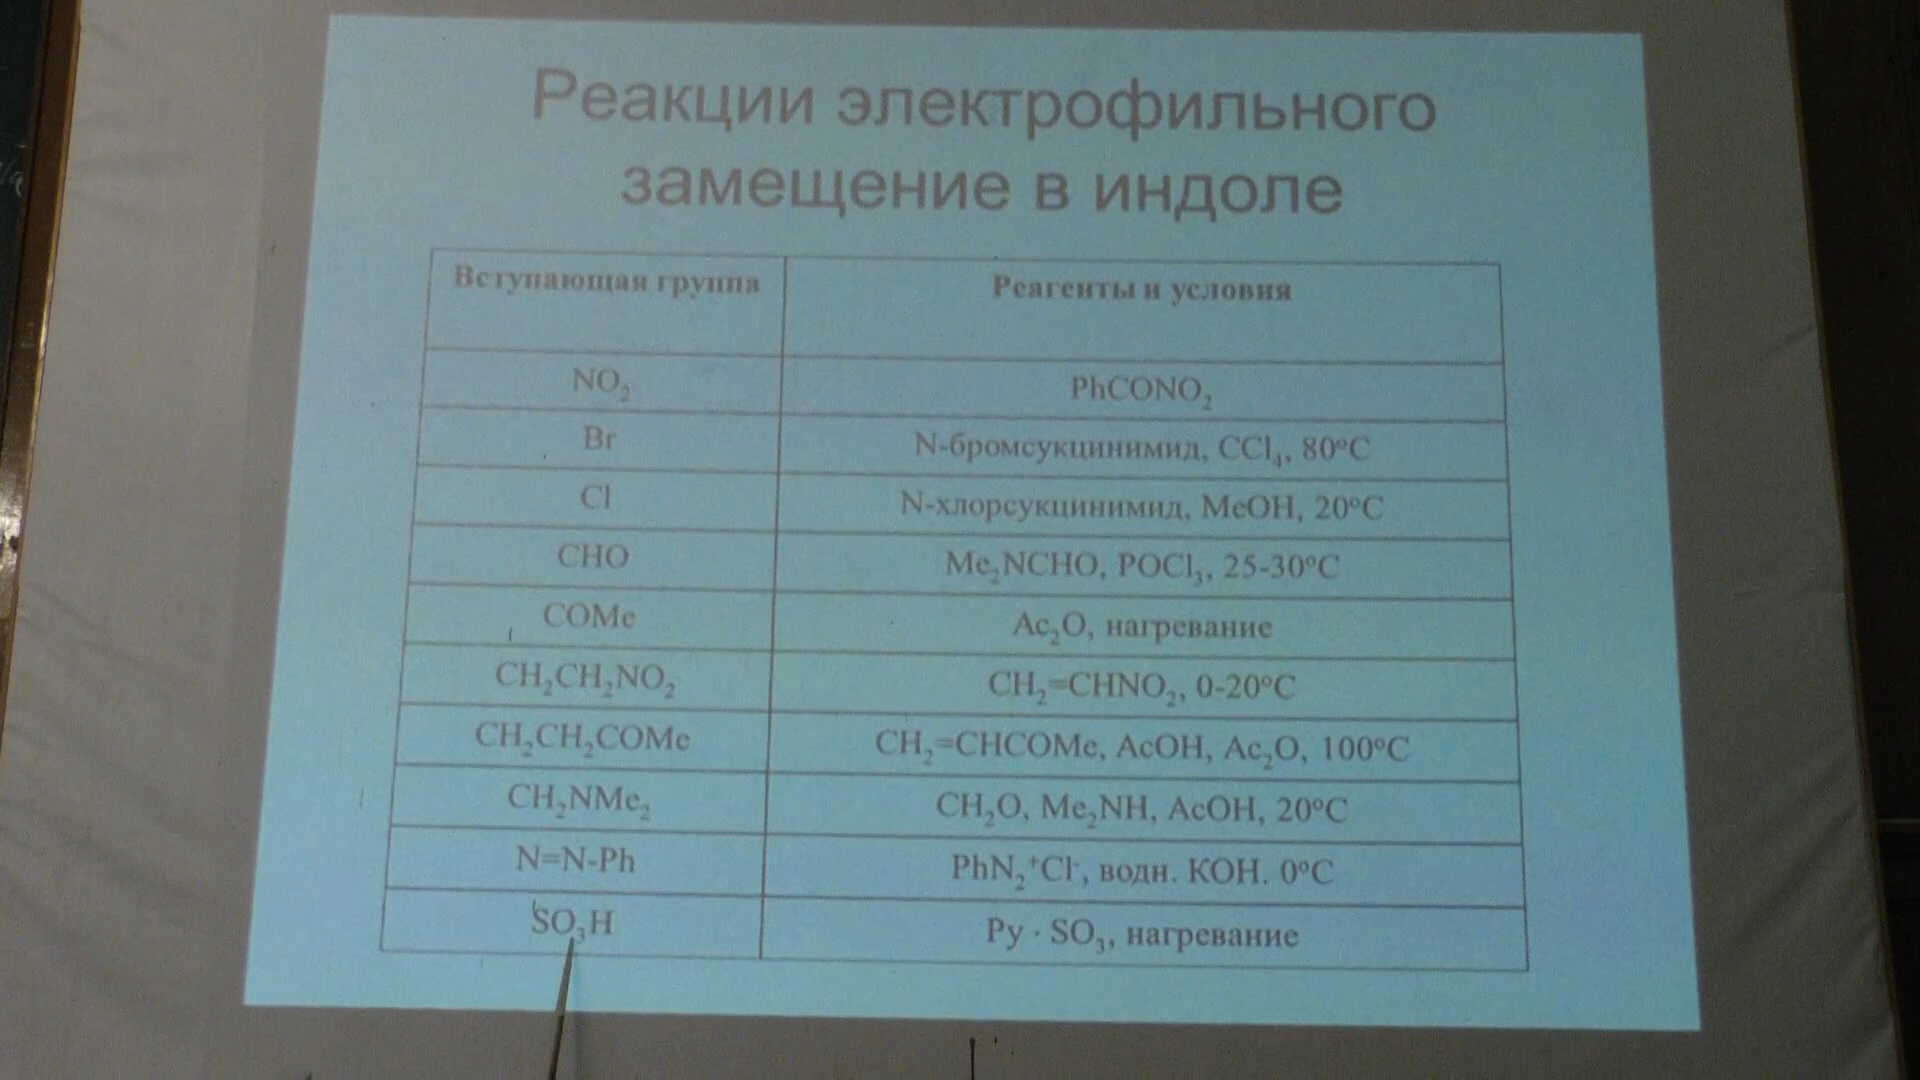 Реакции электрофильного
замещение в индоле
Вступающая группа Реагенты и условия
NO₂ PhCONO₂
Br N-бромсукцинимид, CCl₄, 80°C
Cl N-хлорсукцинимид, MeOH, 20°C
CHO Me₂NCHO, POCl₃, 25-30°C
COMe Ac₂O, нагревание
CH₂CH₂NO₂ CH₂=CHNO₂, 0-20°C
CH₂CH₂COMe CH₂=CHCOMe, AcOH, Ac₂O, 100°C
CH₂NMe₂ CH₂O, Me₂NH, AcOH, 20°C
N=N-Ph PhN₂⁺Cl⁻, водн. KOH. 0°C
SO₃H Py · SO₃, нагревание